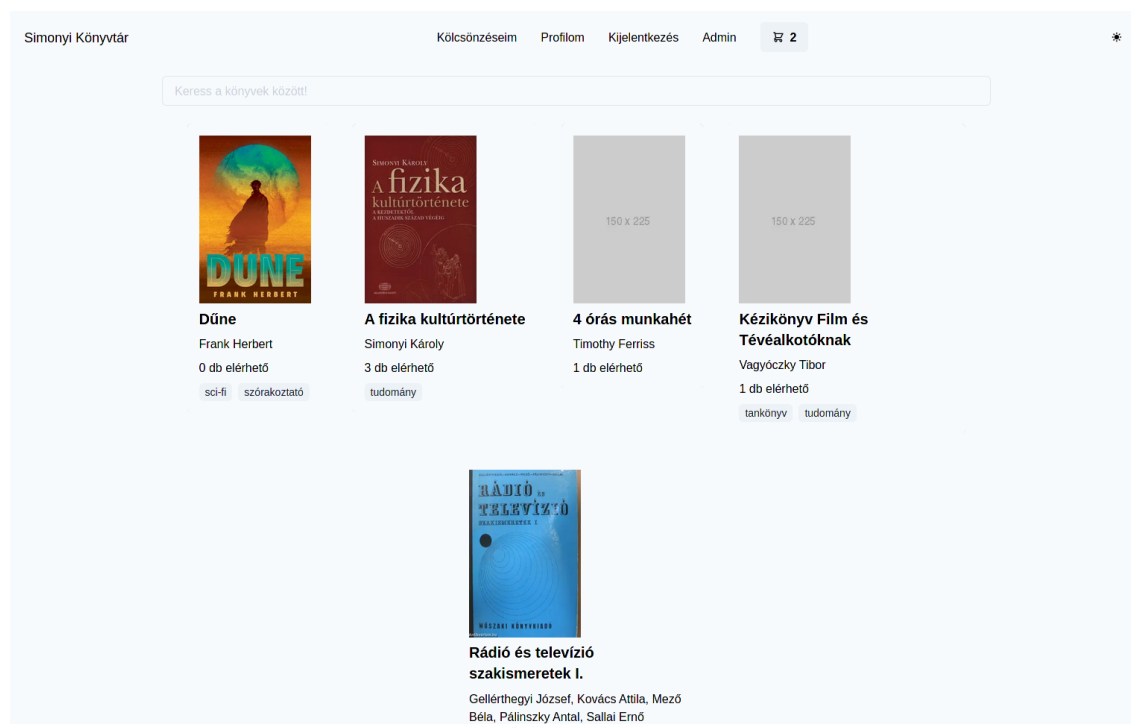 Simonyi Könyvtár
Kölcsönzéseim
Profilom
Kijelentkezés
Admin
2
Keress a könyvek között!
DUNE
FRANK HERBERT
SIMONYI KÁROLY
A fizika
kultúrtörténete
A KEZDETEKTŐL
A HUSZADIK SZÁZAD VÉGÉIG
150 x 225
150 x 225
Dűne
Frank Herbert
0 db elérhető
sci-fi
szórakoztató
A fizika kultúrtörténete
Simonyi Károly
3 db elérhető
tudomány
4 órás munkahét
Timothy Ferriss
1 db elérhető
Kézikönyv Film és
Tévéalkotóknak
Vagyóczky Tibor
1 db elérhető
tankönyv
tudomány
RÁDIÓ és
TELEVÍZIÓ
SZAKISMERETEK I
MŰSZAKI KÖNYVKIADÓ
Rádió és televízió
szakismeretek I.
Gellérthegyi József, Kovács Attila, Mező
Béla, Pálinszky Antal, Sallai Ernő